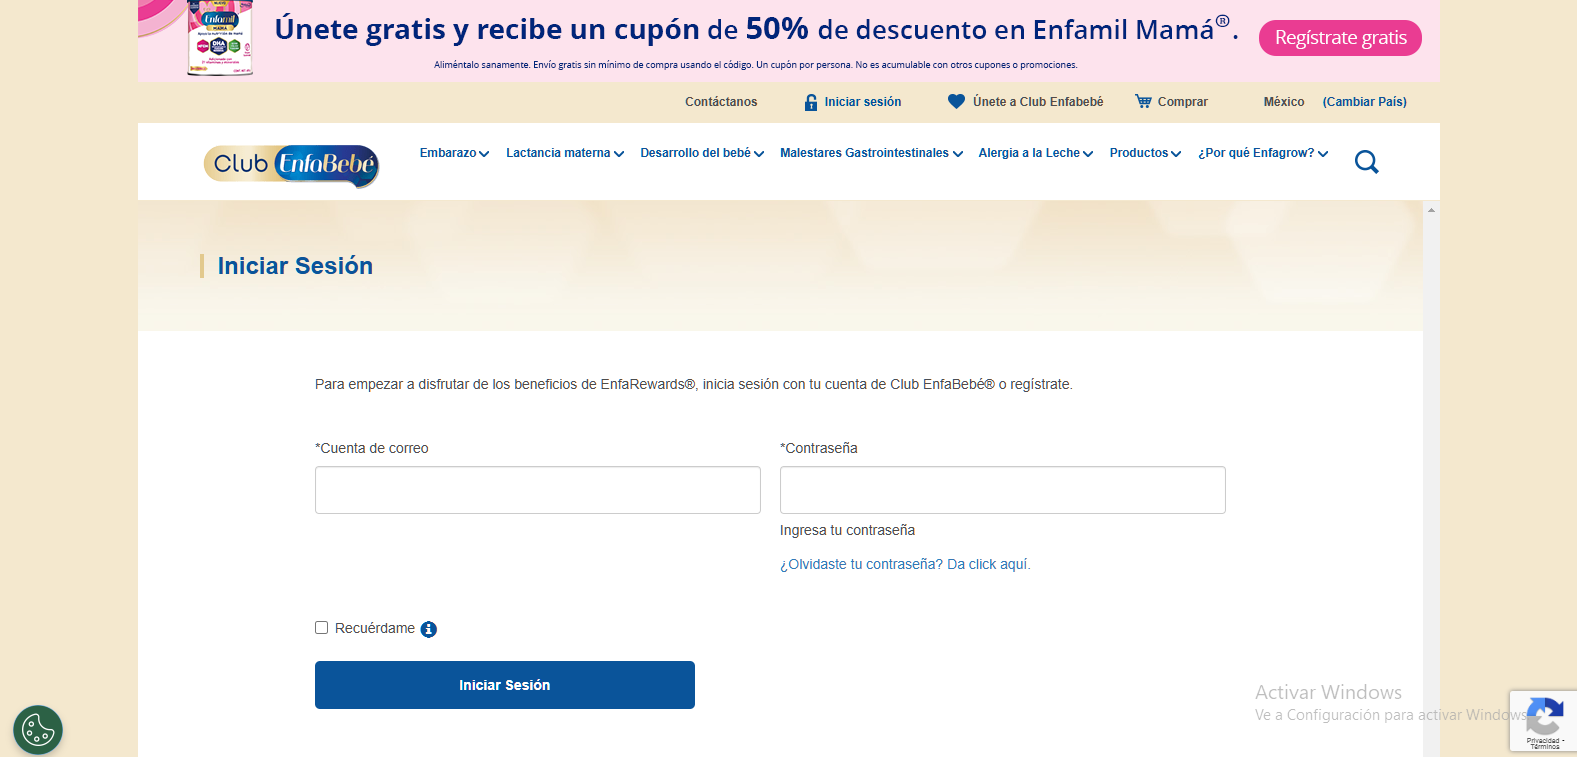 Enfamil
MAMÁ
DHA
Únete gratis y recibe un cupón de 50% de descuento en Enfamil Mamá®.
Regístrate gratis
Aliméntalo sanamente. Envío gratis sin mínimo de compra usando el código. Un cupón por persona. No es acumulable con otros cupones o promociones.
Contáctanos Iniciar sesión Únete a Club Enfabebé Comprar México (Cambiar País)
Club EnfaBebé
Embarazo Lactancia materna Desarrollo del bebé Malestares Gastrointestinales Alergia a la Leche Productos ¿Por qué Enfagrow?
Iniciar Sesión
Para empezar a disfrutar de los beneficios de EnfaRewards®, inicia sesión con tu cuenta de Club EnfaBebé® o regístrate.
*Cuenta de correo *Contraseña
Ingresa tu contraseña
¿Olvidaste tu contraseña? Da click aquí.
Recuérdame
Iniciar Sesión
Activar Windows
Ve a Configuración para activar Windows
Privacidad -
Términos